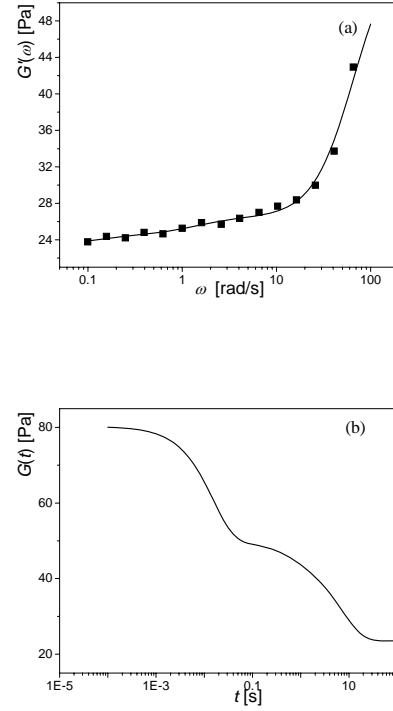 (a)
G'(ω) [Pa]
48
44
40
36
32
28
24
0.1 1 10 100
ω [rad/s]
(b)
G(t) [Pa]
80
60
40
20
1E-5 1E-3 0.1 10
t [s]